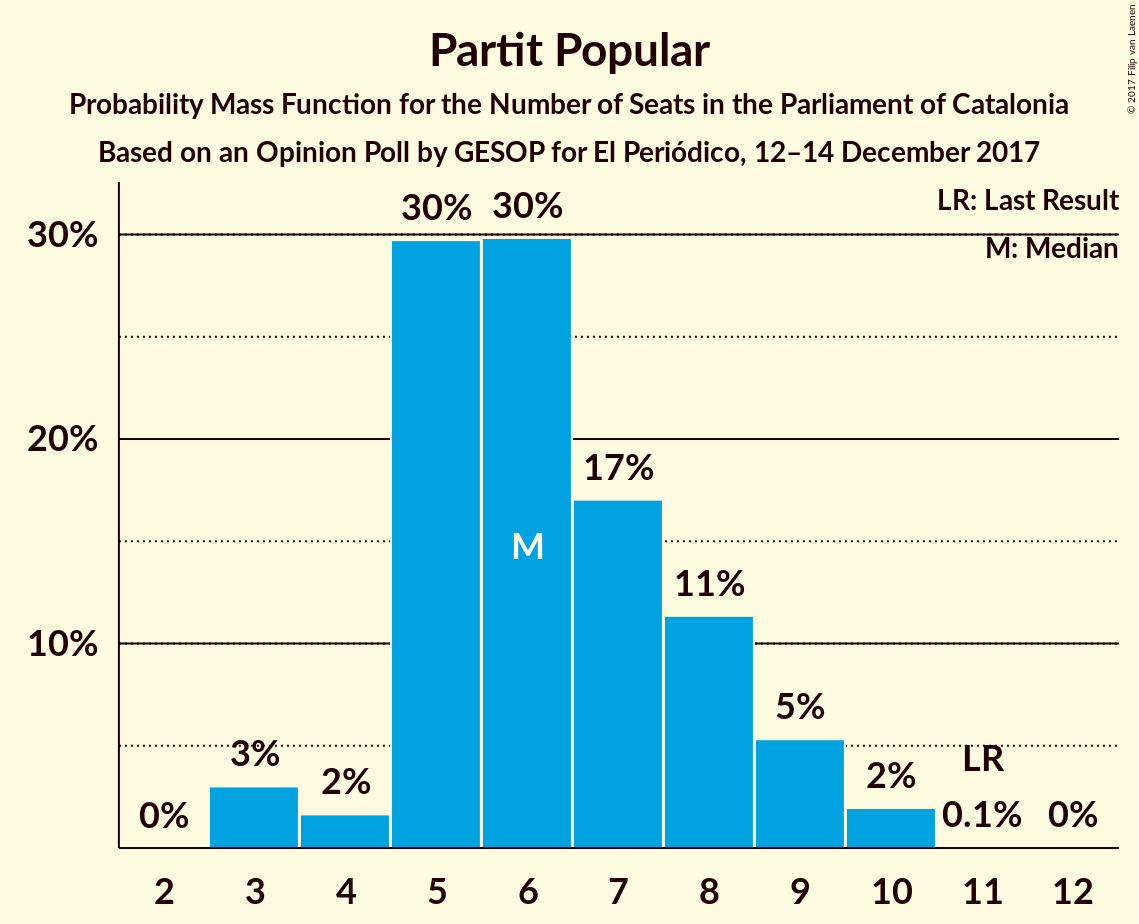 Partit Popular
Probability Mass Function for the Number of Seats in the Parliament of Catalonia
Based on an Opinion Poll by GESOP for El Periódico, 12–14 December 2017
© 2017 Filip van Laenen
LR: Last Result
M: Median
30%
20%
10%
0%
3%
2%
30%
30%
M
17%
11%
5%
2%
LR
0.1%
0%
2 3 4 5 6 7 8 9 10 11 12